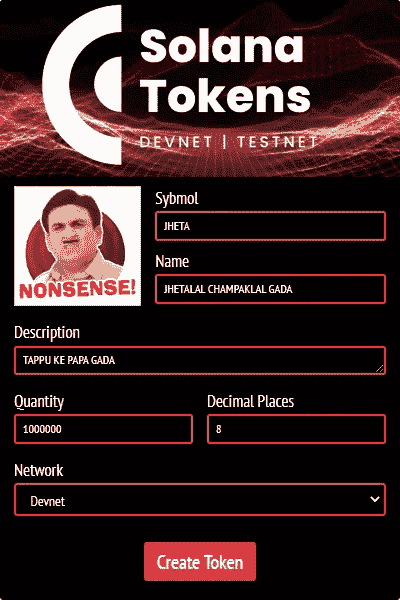 Solana
Tokens
DEVNET | TESTNET
NONSENSE!
Sybmol
JHETA
Name
JHETALAL CHAMPAKLAL GADA
Description
TAPPU KE PAPA GADA
Quantity
1000000
Decimal Places
8
Network
Devnet
Create Token